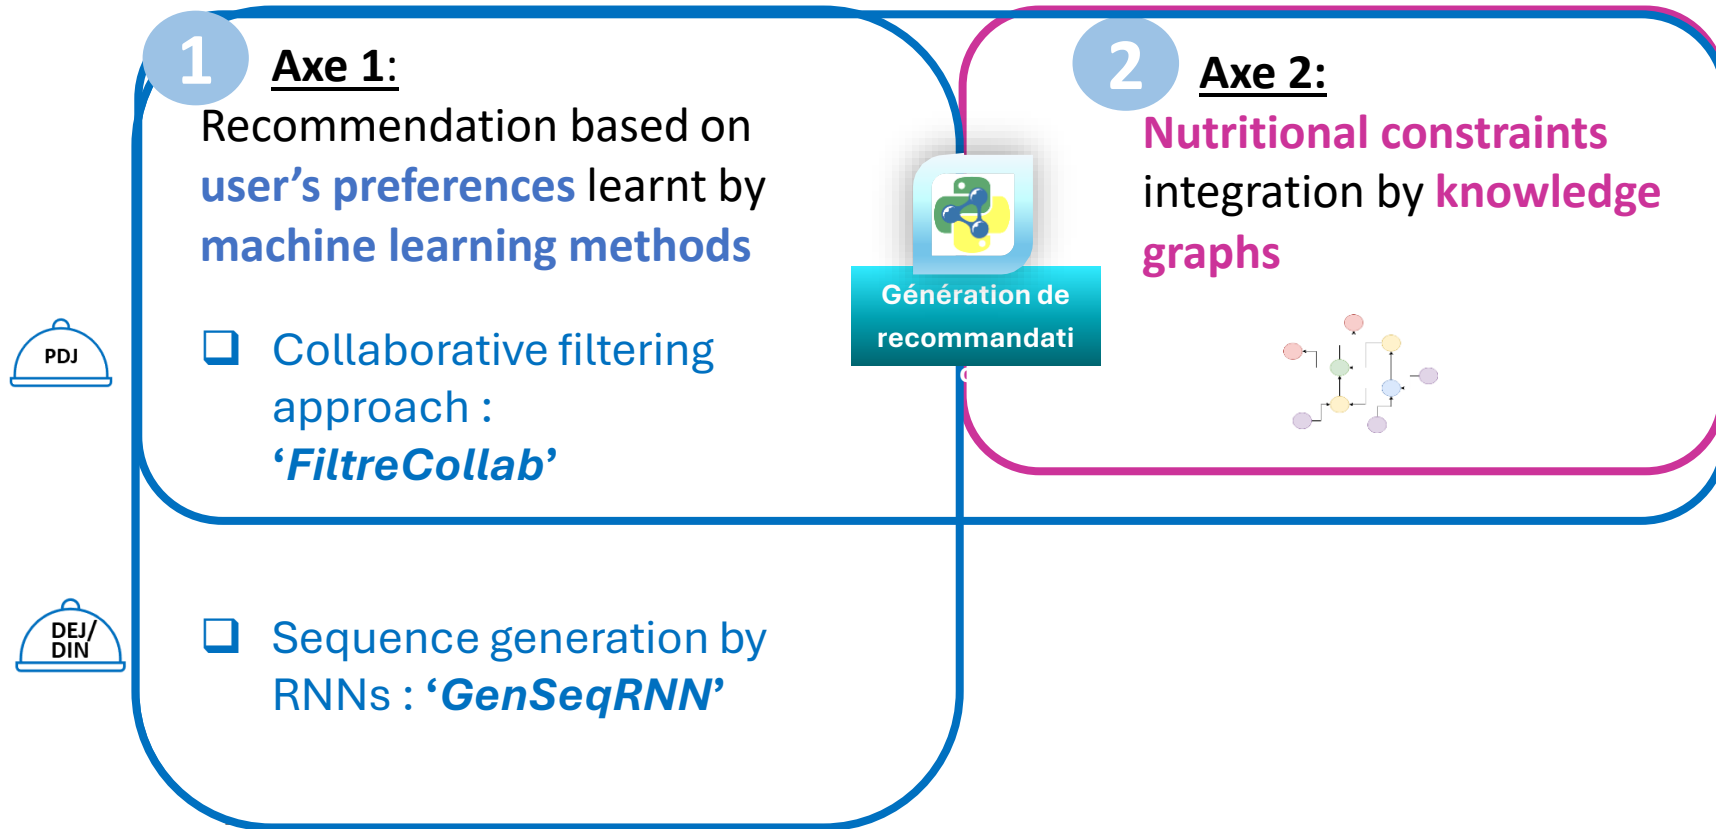 1
Axe 1:
Recommendation based on
user's preferences learnt by
machine learning methods
PDJ
❑ Collaborative filtering
approach :
‘FiltreCollab’
DEJ/
DIN
❑ Sequence generation by
RNNs : ‘GenSeqRNN’
Génération de
recommandati
2
Axe 2:
Nutritional constraints
integration by knowledge
graphs